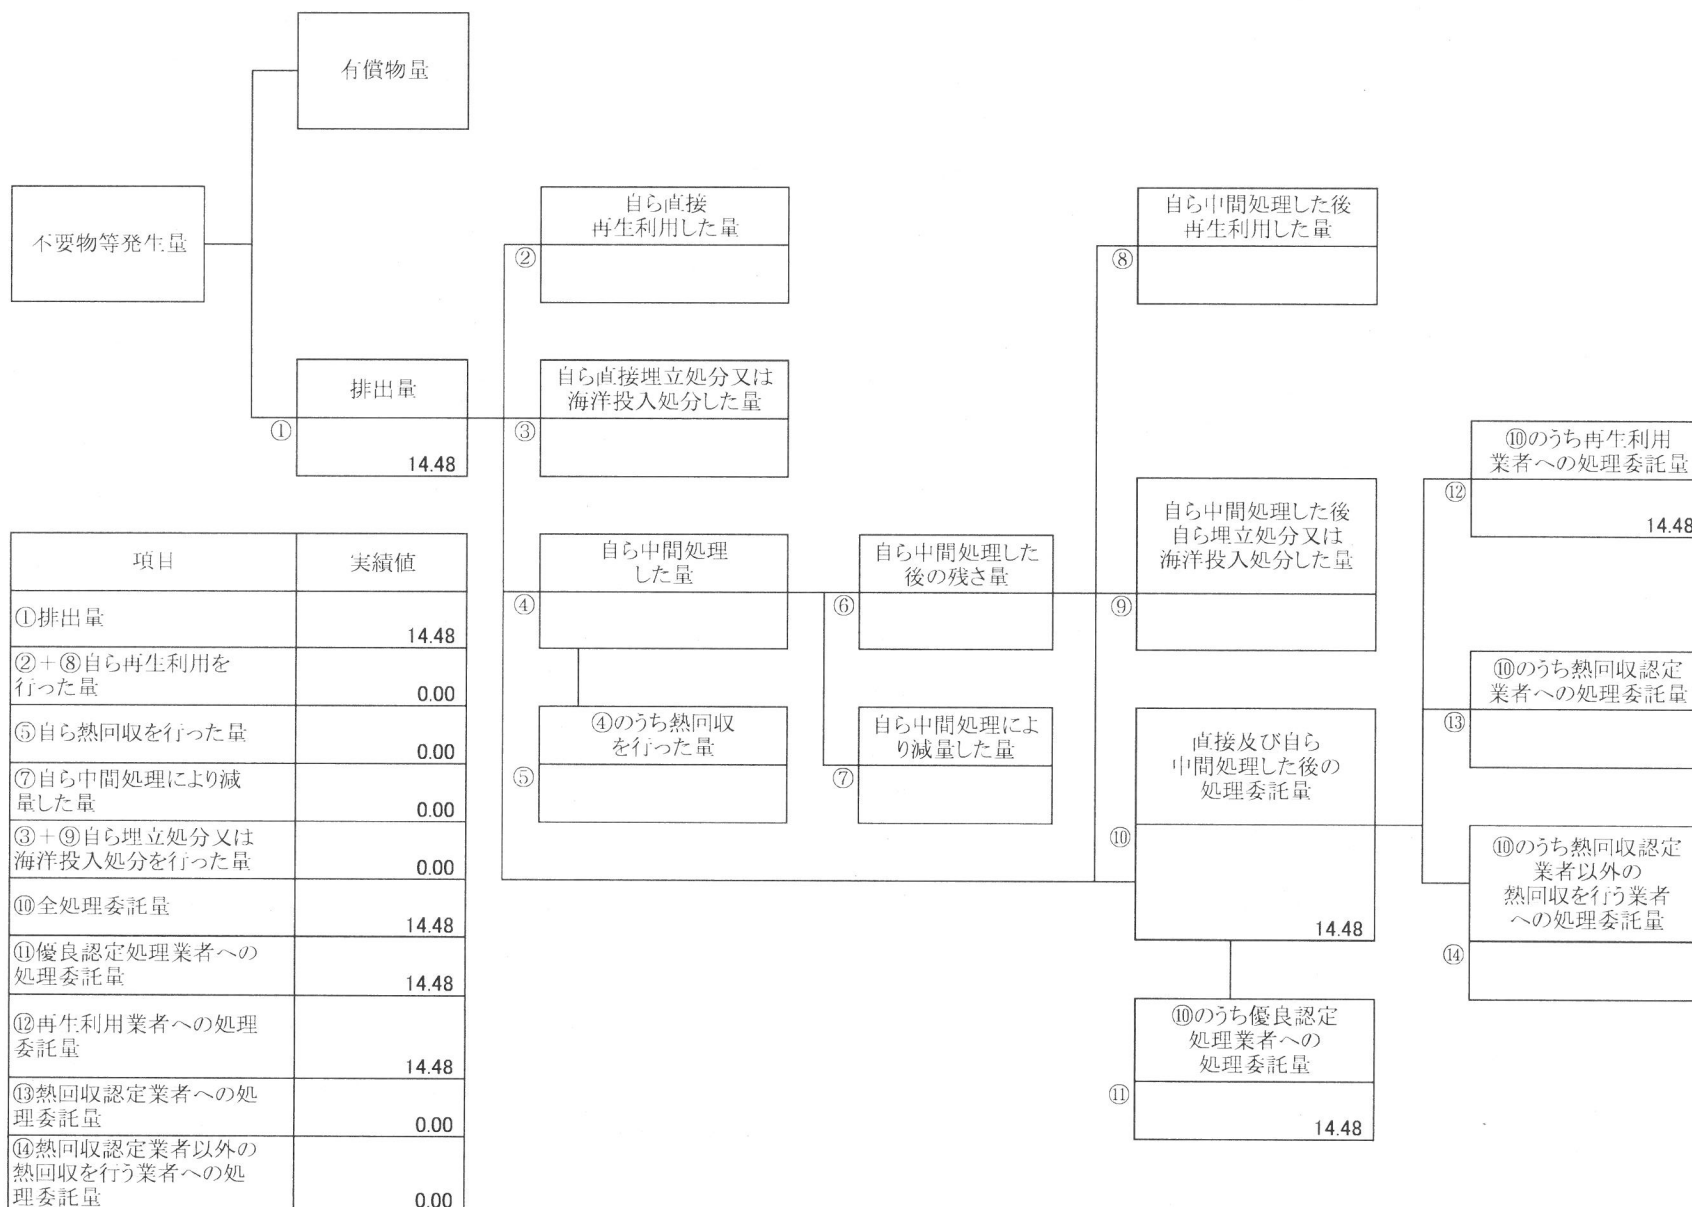 有償物量
不要物等発生量
排出量
①
14.48
自ら直接
再生利用した量
②
自ら直接埋立処分又は
海洋投入処分した量
③
自ら中間処理
した量
④
④のうち熱回収
を行った量
⑤
自ら中間処理した
後の残さ量
⑥
自ら中間処理によ
り減量した量
⑦
自ら中間処理した後
再生利用した量
⑧
自ら中間処理した後
自ら埋立処分又は
海洋投入処分した量
⑨
直接及び自ら
中間処理した後の
処理委託量
⑩
14.48
⑩のうち優良認定
処理業者への
処理委託量
⑪
14.48
⑩のうち再生利用
業者への処理委託量
⑫
14.48
⑩のうち熱回収認定
業者への処理委託量
⑬
⑩のうち熱回収認定
業者以外の
熱回収を行う業者
への処理委託量
⑭
項目 実績値
①排出量
14.48
②+⑧自ら再生利用を
行った量
0.00
⑤自ら熱回収を行った量
0.00
⑦自ら中間処理により減
量した量
0.00
③+⑨自ら埋立処分又は
海洋投入処分を行った量
0.00
⑩全処理委託量
14.48
⑪優良認定処理業者への
処理委託量
14.48
⑫再生利用業者への処理
委託量
14.48
⑬熱回収認定業者への処
理委託量
0.00
⑭熱回収認定業者以外の
熱回収を行う業者への処
理委託量
0.00